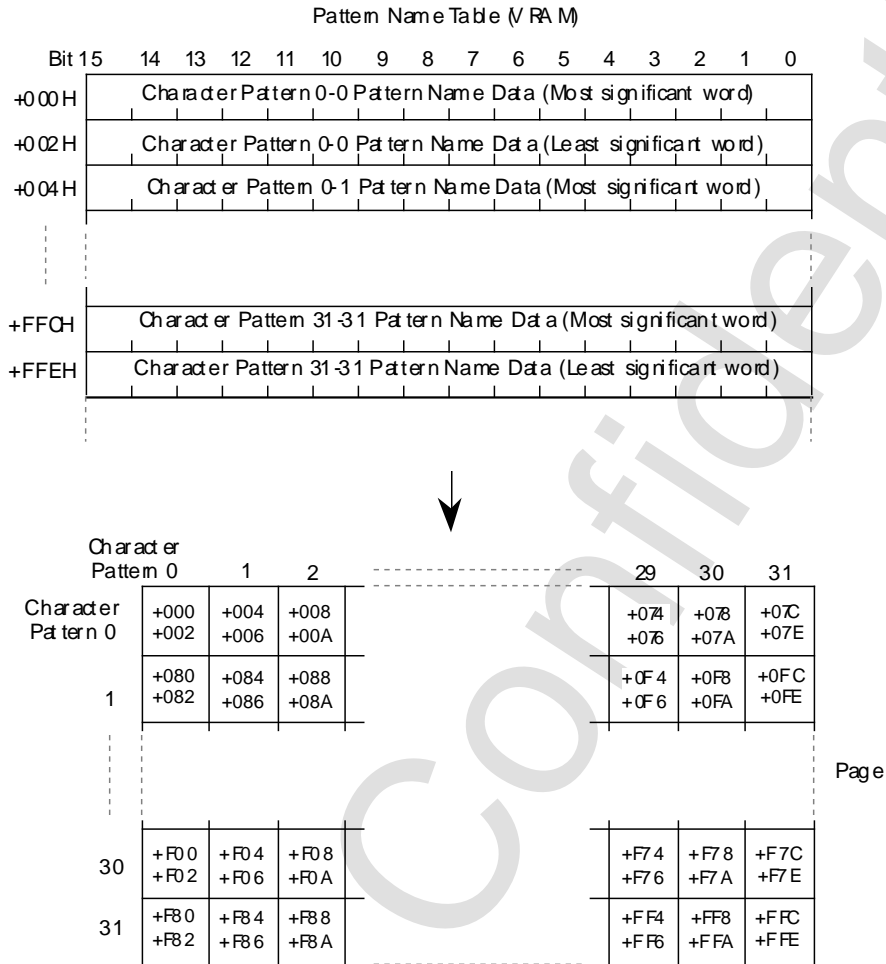 Pattern Name Table (VRAM)
Bit 15 14 13 12 11 10 9 8 7 6 5 4 3 2 1 0
+000H Character Pattern 0-0 Pattern Name Data (Most significant word)
+002H Character Pattern 0-0 Pattern Name Data (Least significant word)
+004H Character Pattern 0-1 Pattern Name Data (Most significant word)
+FFCH Character Pattern 31-31 Pattern Name Data (Most significant word)
+FFEH Character Pattern 31-31 Pattern Name Data (Least significant word)
Character
Pattern 0 1 2 29 30 31
Character
Pattern 0
+000 +004 +008 +074 +078 +07C
+002 +006 +00A +076 +07A +07E
1
+080 +084 +088 +0F4 +0F8 +0FC
+082 +086 +08A +0F6 +0FA +0FE
Page
30
+F00 +F04 +F08 +F74 +F78 +F7C
+F02 +F06 +F0A +F76 +F7A +F7E
31
+F80 +F84 +F88 +FF4 +FF8 +FFC
+F82 +F86 +F8A +FF6 +FFA +FFE
Confident